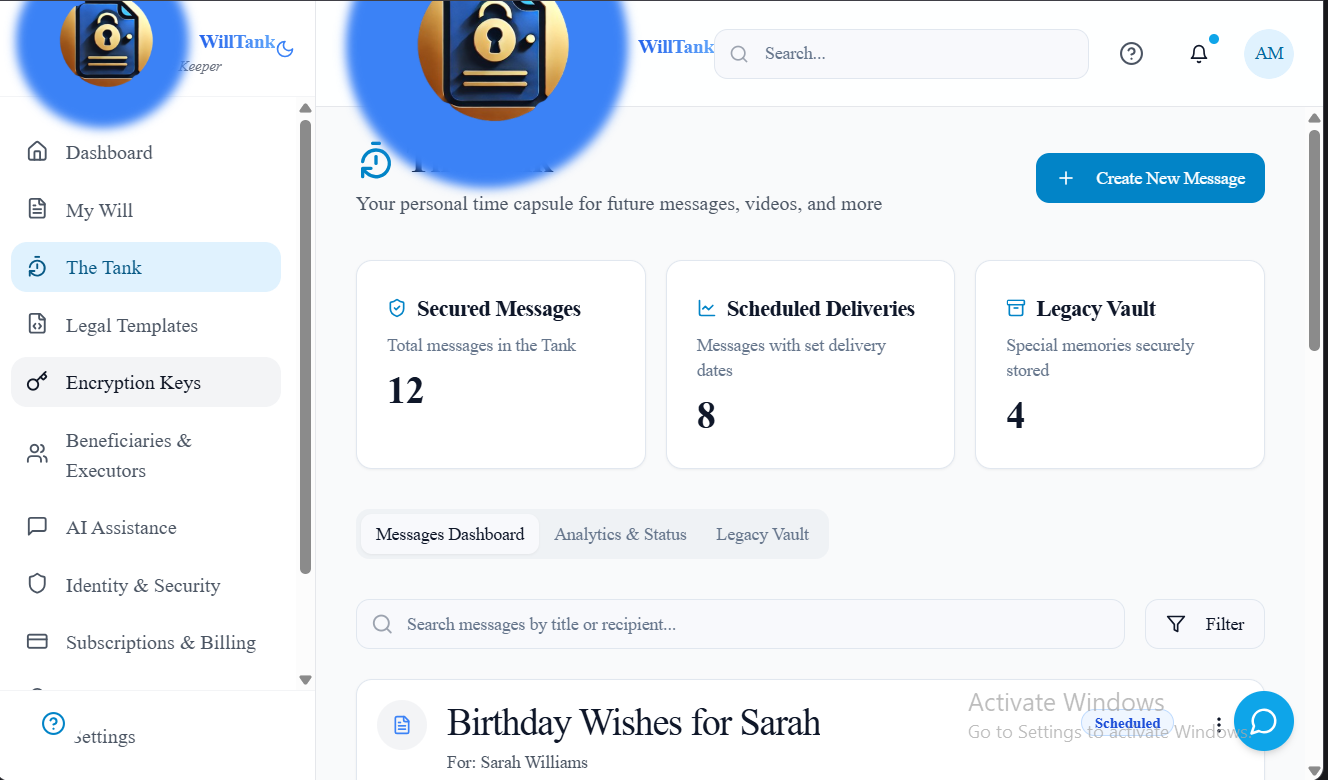 WillTank
Keeper
Dashboard
My Will
The Tank
Legal Templates
Encryption Keys
Beneficiaries &
Executors
AI Assistance
Identity & Security
Subscriptions & Billing
Settings
WillTank
Search...
AM
Your personal time capsule for future messages, videos, and more
Create New Message
Secured Messages
Total messages in the Tank
12
Scheduled Deliveries
Messages with set delivery
dates
8
Legacy Vault
Special memories securely
stored
4
Messages Dashboard
Analytics & Status
Legacy Vault
Search messages by title or recipient...
Filter
Birthday Wishes for Sarah
For: Sarah Williams
Scheduled
Activate Windows
Go to Settings to activate Windows.